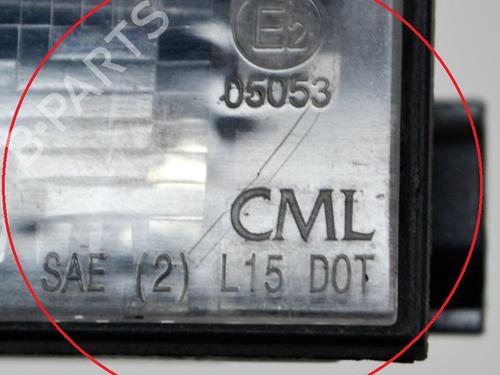 E2
05053
CML
SAE (2) L15 DOT
B-PARTS